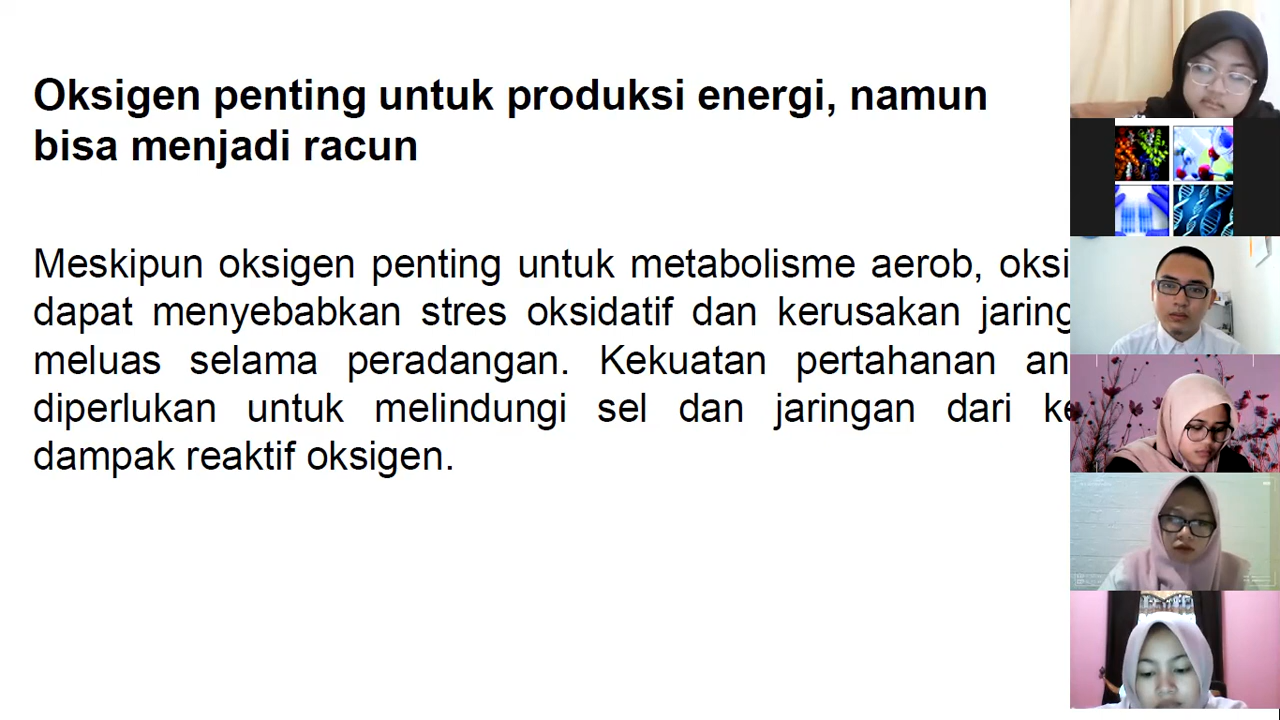 Oksigen penting untuk produksi energi, namun
bisa menjadi racun
Meskipun oksigen penting untuk metabolisme aerob,
dapat menyebabkan stres oksidatif dan kerusakan
meluas selama peradangan. Kekuatan pertahanan
diperlukan untuk melindungi sel dan jaringan dari
dampak reaktif oksigen.